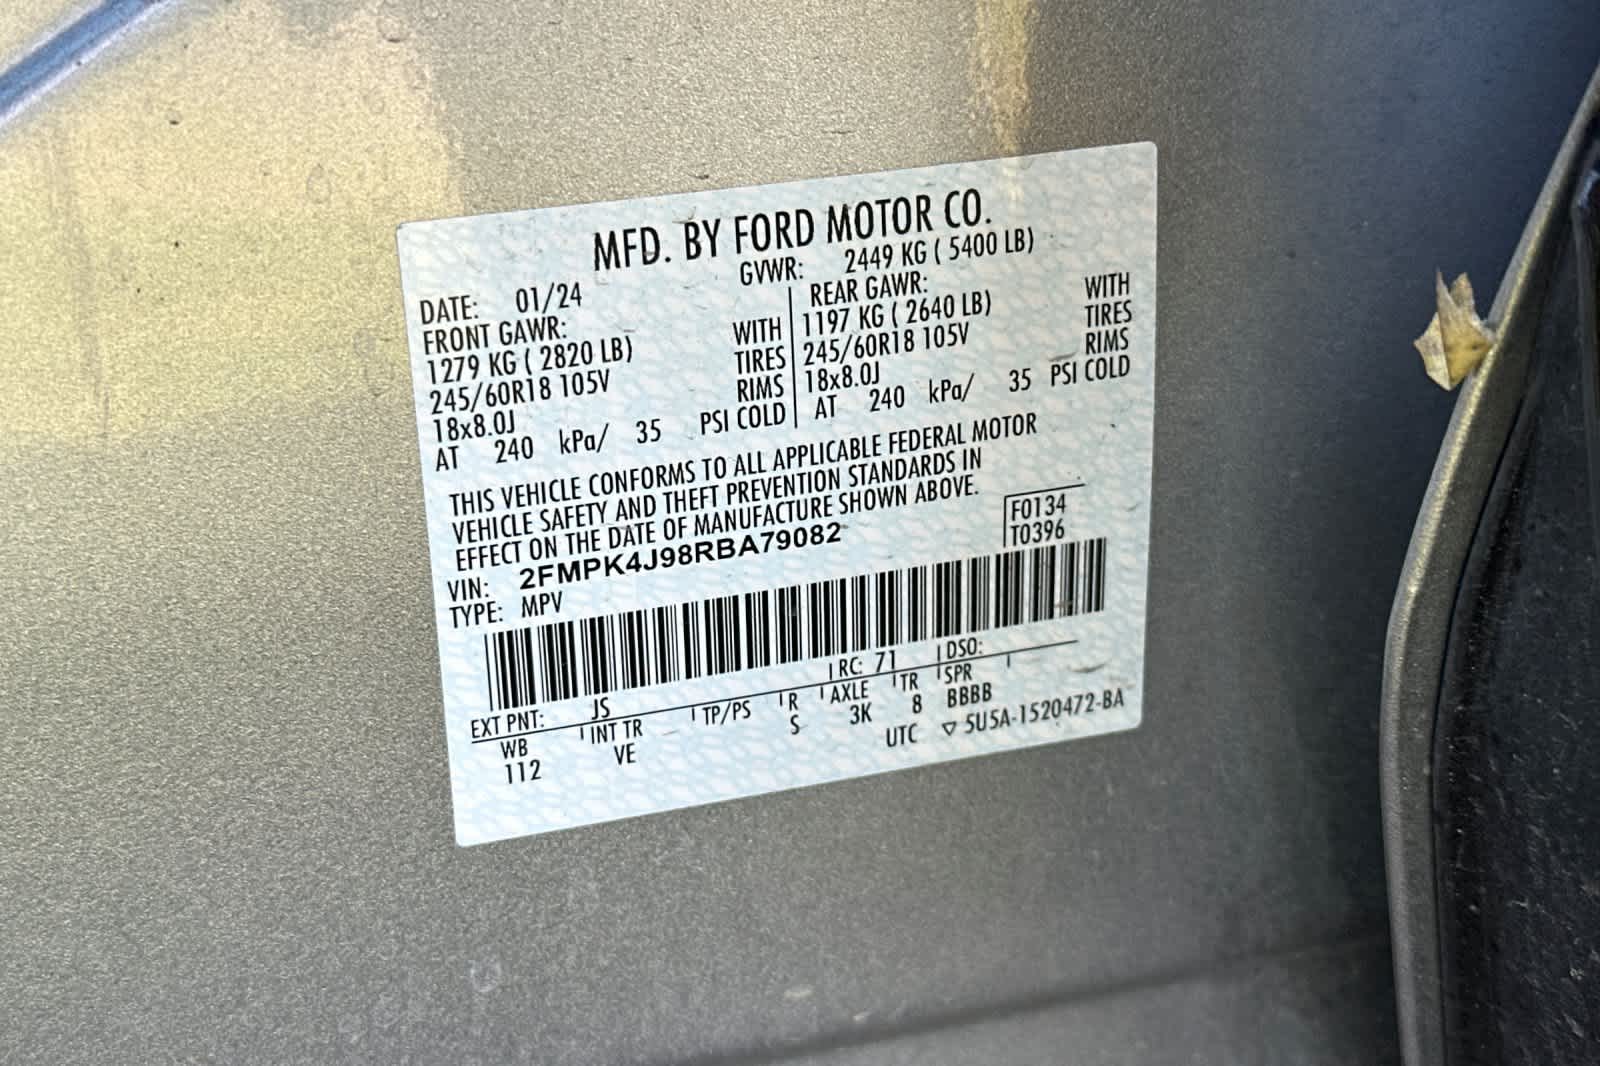 MFD. BY FORD MOTOR CO.
DATE: 01/24 GVWR: 2449 KG ( 5400 LB)
FRONT GAWR: REAR GAWR:
1279 KG ( 2820 LB) WITH 1197 KG ( 2640 LB) WITH
245/60R18 105V TIRES 245/60R18 105V TIRES
18x8.0J RIMS 18x8.0J RIMS
AT 240 kPa/ 35 PSI COLD AT 240 kPa/ 35 PSI COLD
THIS VEHICLE CONFORMS TO ALL APPLICABLE FEDERAL MOTOR
VEHICLE SAFETY AND THEFT PREVENTION STANDARDS IN
EFFECT ON THE DATE OF MANUFACTURE SHOWN ABOVE.
F0134
VIN: 2FMPK4J98RBA79082 T0396
TYPE: MPV
EXT PNT: JS RC: 71 DSO:
WB INT TR TP/PS R AXLE TR SPR
112 VE S 3K 8 BBBB
UTC ▽ 5U5A-1520472-BA